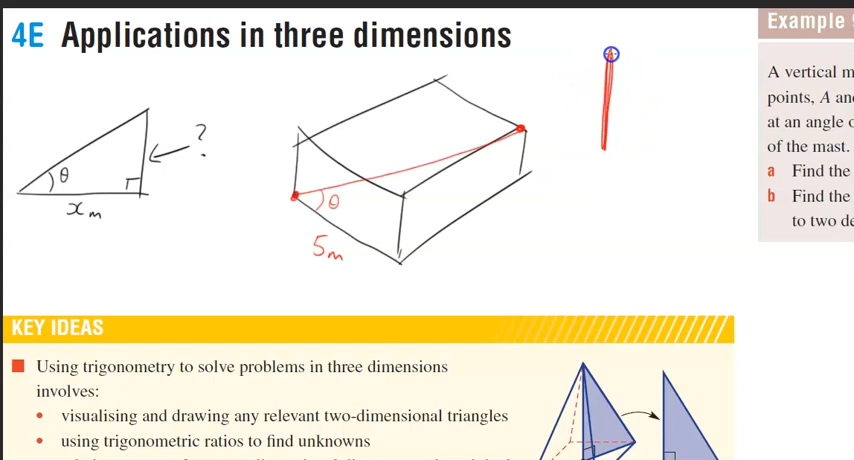 4E Applications in three dimensions
θ
x m
?
θ
5m
KEY IDEAS
Using trigonometry to solve problems in three dimensions
involves:
• visualising and drawing any relevant two-dimensional triangles
• using trigonometric ratios to find unknowns
Example
A vertical m
points, A an
at an angle o
of the mast.
a Find the
b Find the
to two de